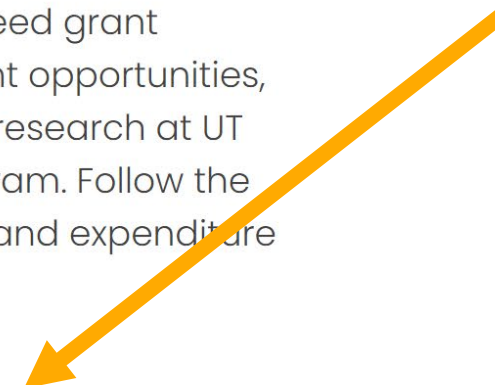 eed grant
nt opportunities,
research at UT
am. Follow the
and expenditure